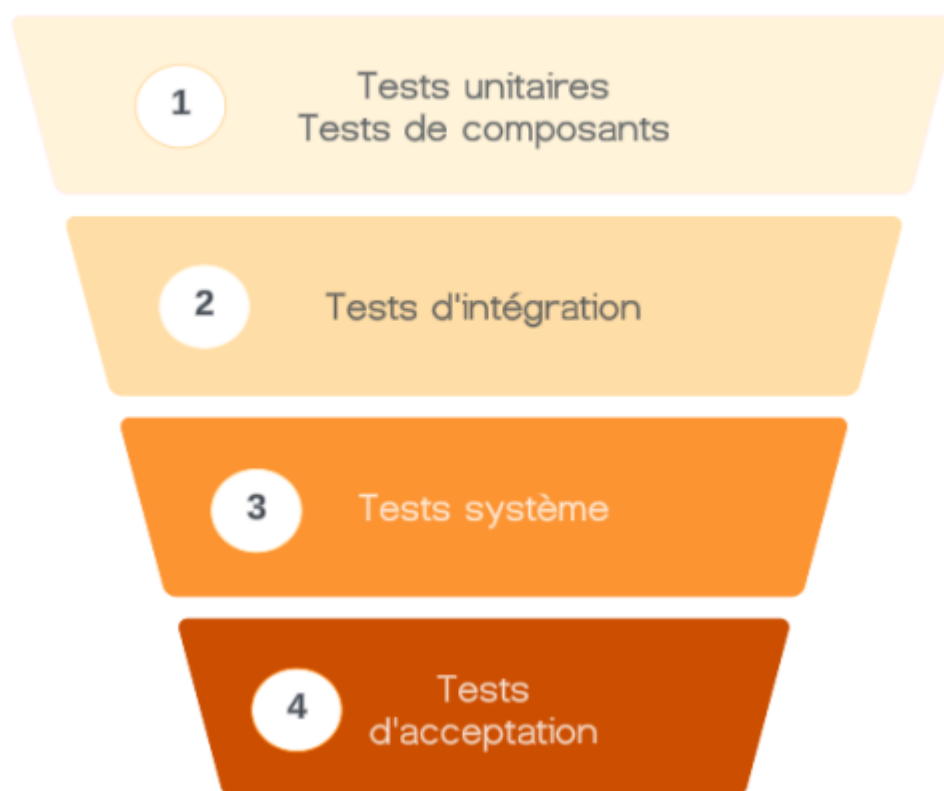 1
Tests unitaires
Tests de composants
2
Tests d'intégration
3
Tests système
4
Tests
d'acceptation